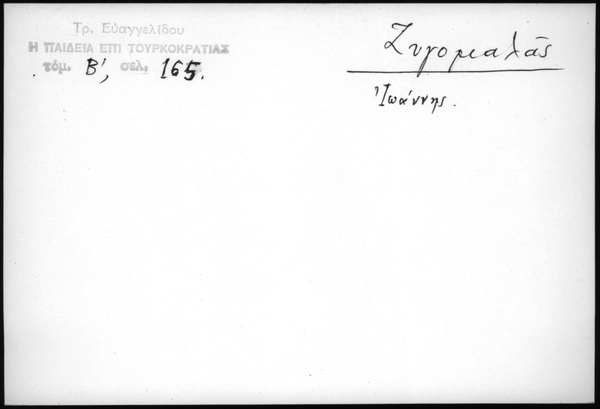 Τρ. Εὐαγγελίδου
Η ΠΑΙΔΕΙΑ ΕΠΙ ΤΟΥΡΚΟΚΡΑΤΙΑΣ
τόμ. Β', σελ. 165.
Ζυγομαλᾶς
Ἰωάννης.